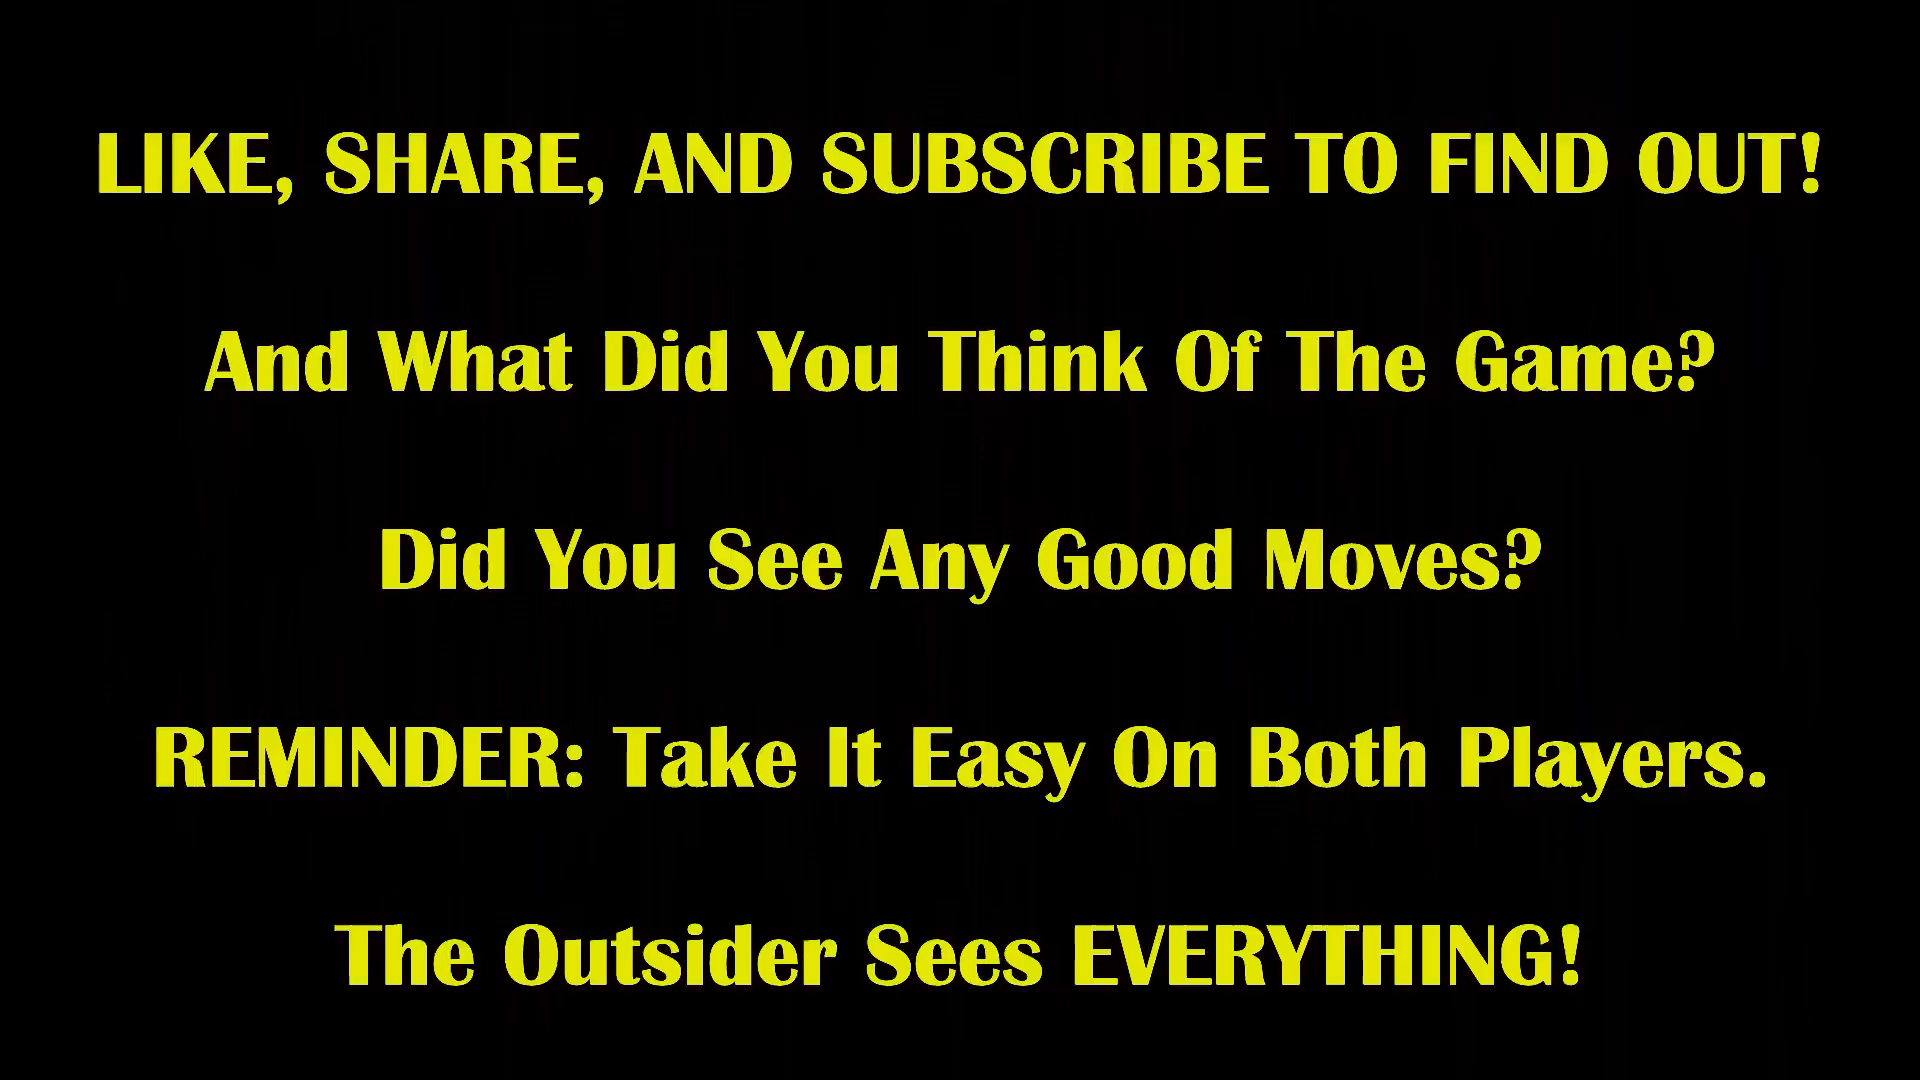 LIKE, SHARE, AND SUBSCRIBE TO FIND OUT!
And What Did You Think Of The Game?
Did You See Any Good Moves?
REMINDER: Take It Easy On Both Players.
The Outsider Sees EVERYTHING!